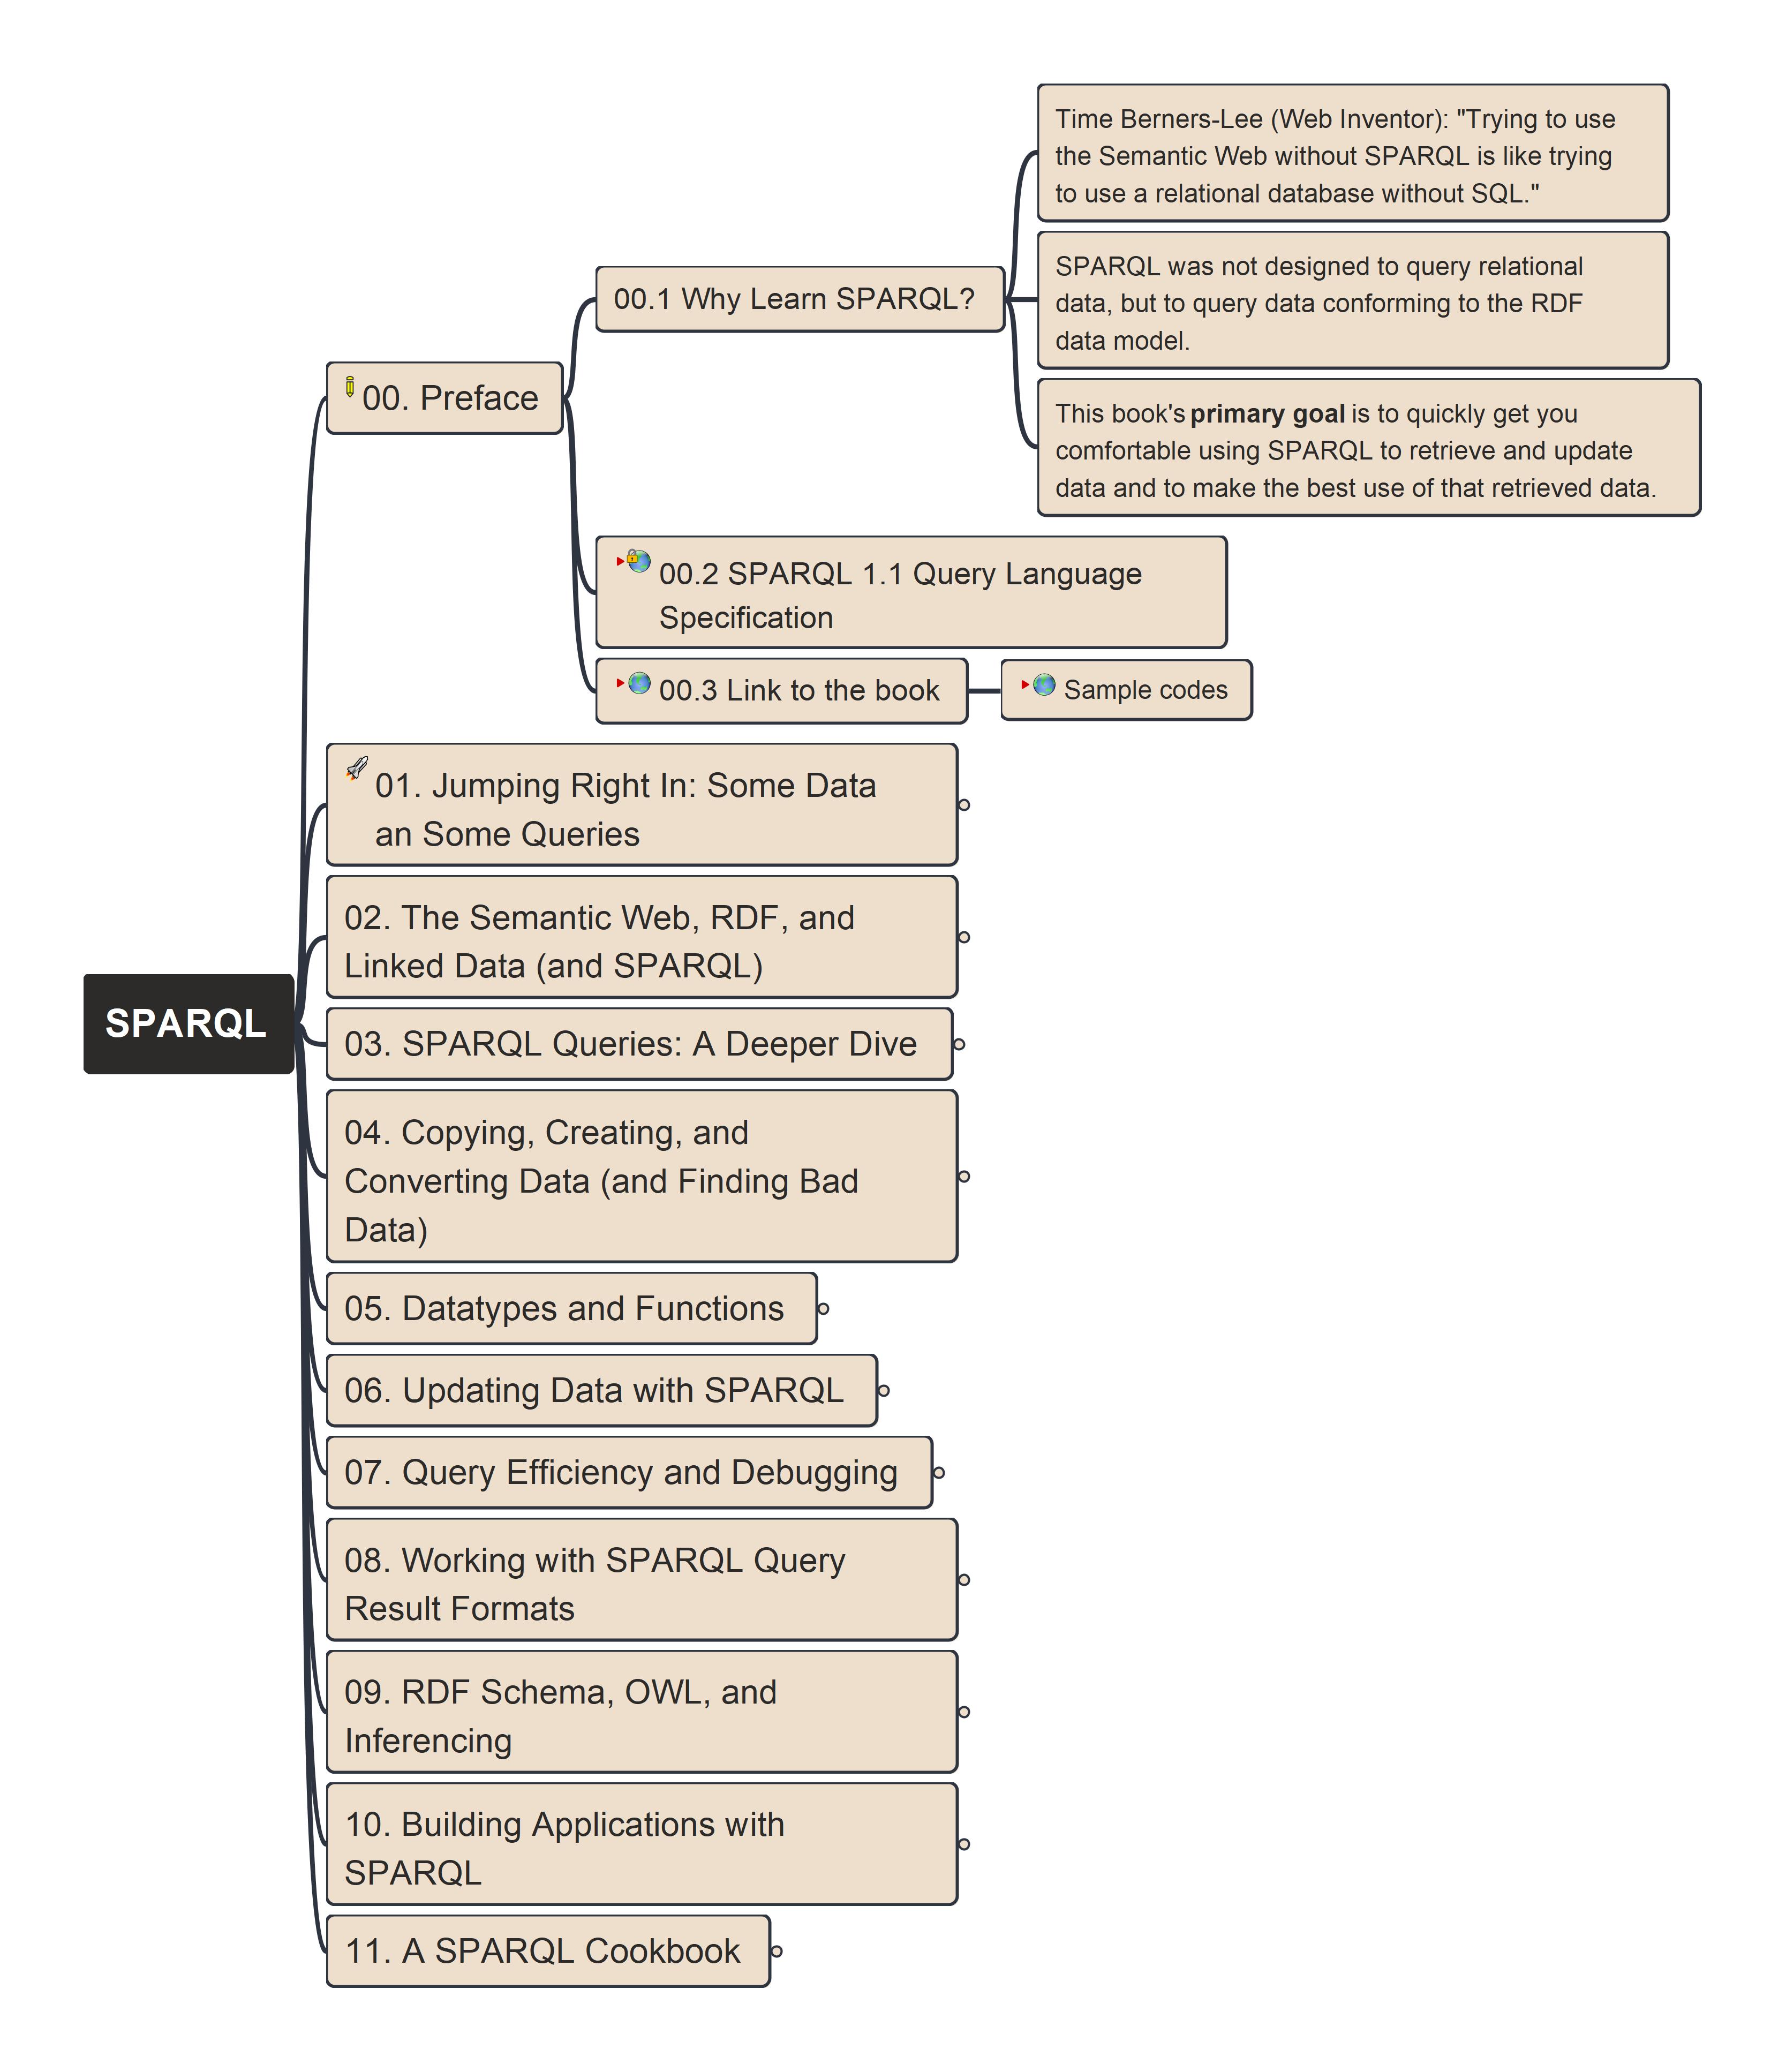 Time Berners-Lee (Web Inventor): "Trying to use
the Semantic Web without SPARQL is like trying
to use a relational database without SQL."
00.1 Why Learn SPARQL?
SPARQL was not designed to query relational
data, but to query data conforming to the RDF
data model.
00. Preface
This book's primary goal is to quickly get you
comfortable using SPARQL to retrieve and update
data and to make the best use of that retrieved data.
00.2 SPARQL 1.1 Query Language
Specification
00.3 Link to the book
Sample codes
01. Jumping Right In: Some Data
an Some Queries
02. The Semantic Web, RDF, and
Linked Data (and SPARQL)
SPARQL
03. SPARQL Queries: A Deeper Dive
04. Copying, Creating, and
Converting Data (and Finding Bad
Data)
05. Datatypes and Functions
06. Updating Data with SPARQL
07. Query Efficiency and Debugging
08. Working with SPARQL Query
Result Formats
09. RDF Schema, OWL, and
Inferencing
10. Building Applications with
SPARQL
11. A SPARQL Cookbook